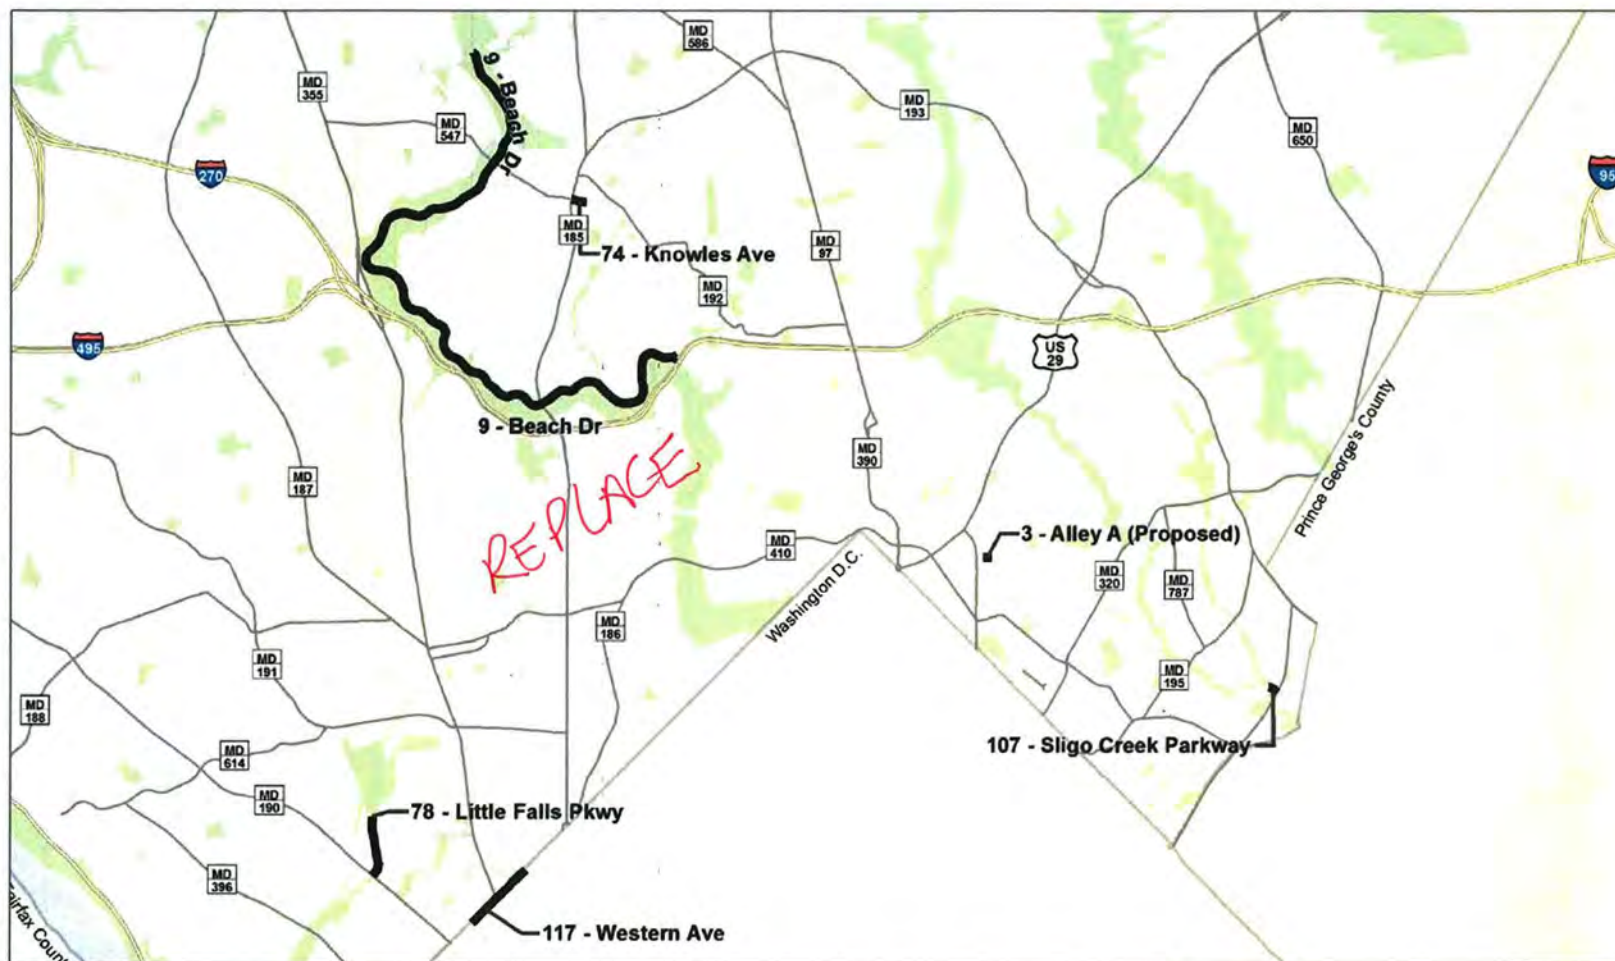 9 - Beach Dr
MD 586
MD 355
MD 193
MD 547
MD 650
270
95
MD 185
MD 97
74 - Knowles Ave
MD 192
495
US 29
9 - Beach Dr
Prince George's County
MD 390
REPLACE
MD 187
3 - Alley A (Proposed)
MD 410
Washington D.C.
MD 320
MD 787
MD 186
MD 191
MD 195
MD 188
107 - Sligo Creek Parkway
MD 614
MD 190
78 - Little Falls Pkwy
MD 396
117 - Western Ave